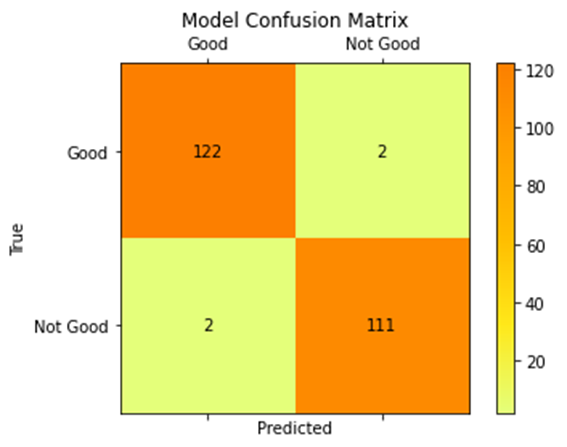 Model Confusion Matrix
Good Not Good
Good 122 2
Not Good 2 111
True
Predicted
120
100
80
60
40
20